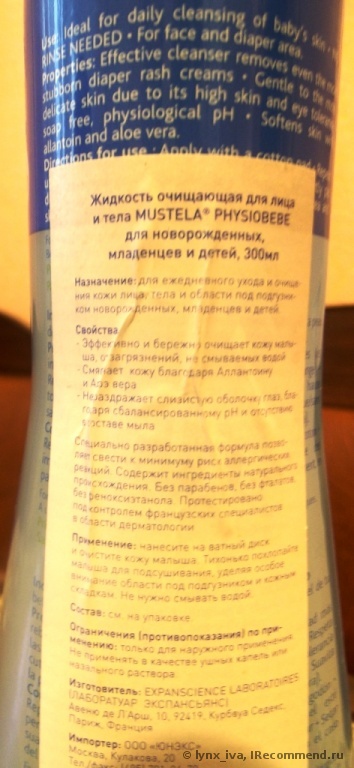 Use: Ideal for daily cleansing of baby's skin •
RINSE NEEDED • For face and diaper area.
Properties: Effective cleanser removes even the
stubborn diaper rash creams • Gentle to the
delicate skin due to its high skin and eye
soap free, physiological pH • Softens skin
allantoin and aloe vera.
Directions for use • Apply with a cotton
Жидкость очищающая для лица
и тела MUSTELA® PHYSIOBEBE
для новорожденных,
младенцев и детей, 300мл
Назначение: для ежедневного ухода и очище-
ния кожи лица, тела и области под подгузни-
ком новорожденных, младенцев и детей.
Свойства
- Эффективно и бережно очищает кожу малы-
ша, от загрязнений, не смываемых водой
- Смягчает кожу благодаря Аллантоину
и Алэ вера
- Не раздражает слизистую оболочку глаз, бла-
годаря сбалансированному pH и отсутствию
в составе мыла
Специально разработанная формула позво-
ляет свести к минимуму риск аллергических
реакций. Содержит ингредиенты натурального
происхождения. Без парабенов, без фталатов,
без феноксиэтанола. Протестировано
под контролем французских специалистов
в области дерматологии
Применение: нанесите на ватный диск
и очистите кожу малыша. Тихонько похлопайте
малыша для подсушивания, уделяя особое
внимание области под подгузником и кожным
складкам. Не нужно смывать водой.
Состав: см. на упаковке.
Ограничения (противопоказания) по при-
менению: только для наружного применения.
Не применять в качестве ушных капель или
назального раствора.
Изготовитель: EXPANSCIENCE LABORATOIRES
(ЛАБОРАТУАР ЭКСПАНЬСЬЯНС)
Авеню де Л'Арш, 10, 92419, Курбвуа Седекс,
Париж, Франция
Импортер: ООО «ЮНЭКС»
Москва, Кулакова, 20
lynx_iva, IRecommend.ru